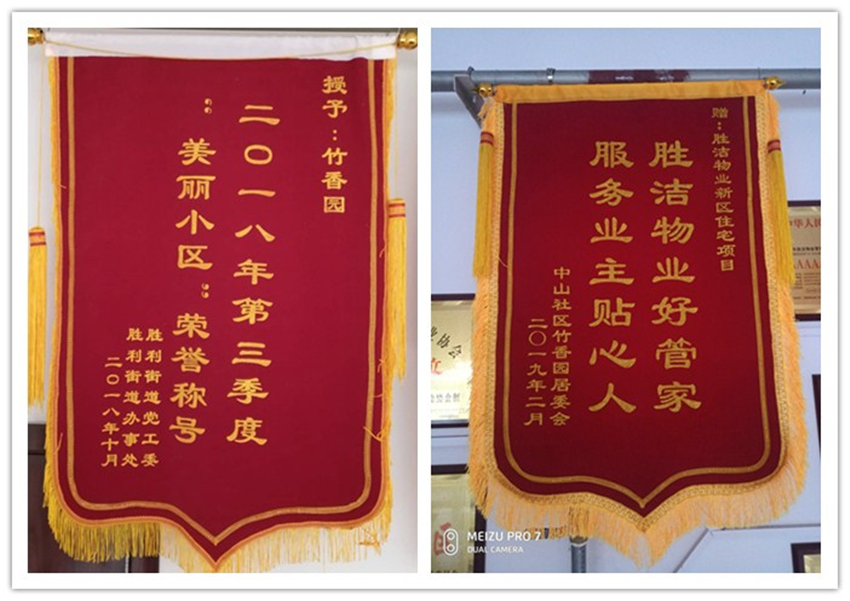 授予：竹香园
二〇一八年第三季度
“美丽小区”荣誉称号
胜利街道党工委
胜利街道办事处
二〇一八年十月
赠：胜洁物业新区住宅项目
胜洁物业好管家
服务业主贴心人
中山社区竹香园居委会
二〇一九年二月
MEIZU PRO 7
DUAL CAMERA